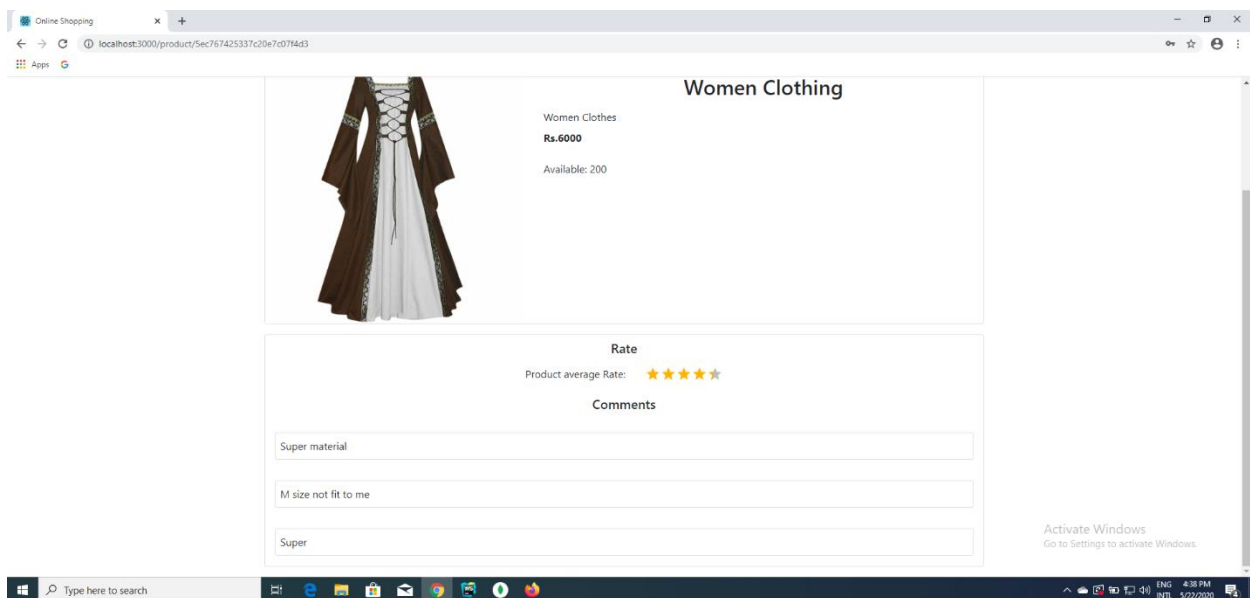 Online Shopping
localhost:3000/product/5ec767425337c20e7c07f4d3
Apps G
Women Clothing
Women Clothes
Rs.6000
Available: 200
Rate
Product average Rate:
Comments
Super material
M size not fit to me
Super
Activate Windows
Go to Settings to activate Windows.
Type here to search
ENG 4:38 PM
INTL 5/22/2020